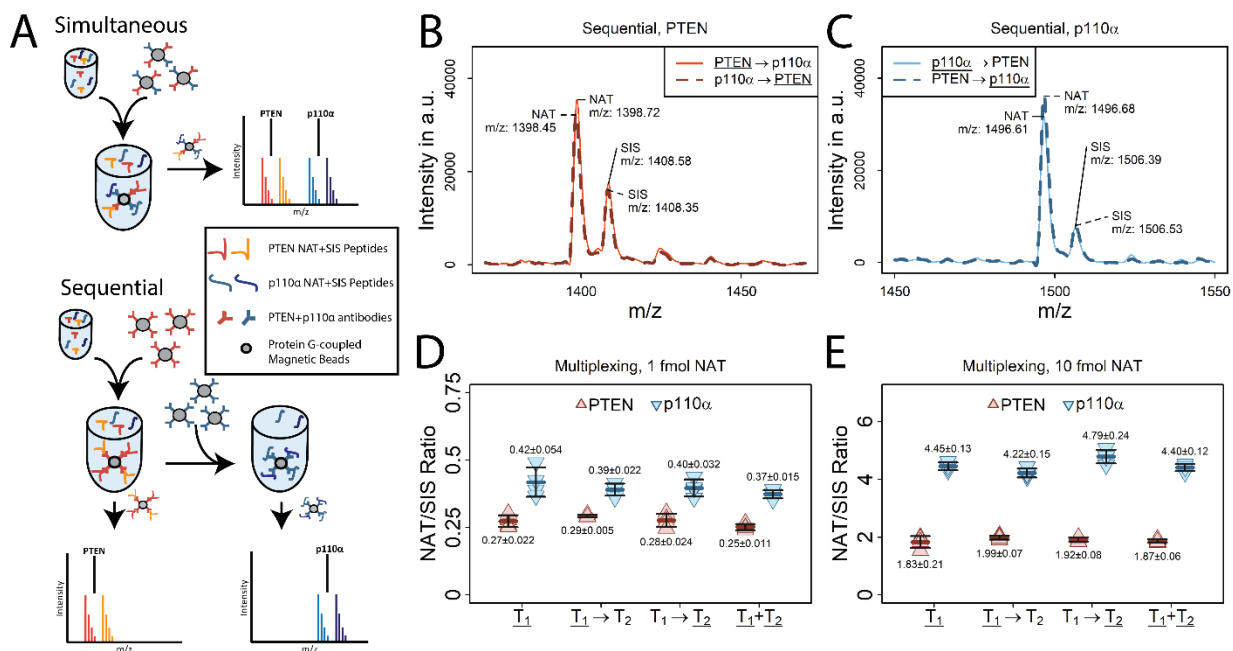 A
Simultaneous
PTEN
p110α
Intensity
m/z
PTEN NAT+SIS Peptides
p110α NAT+SIS Peptides
PTEN+p110α antibodies
Protein G-coupled
Magnetic Beads
Sequential
PTEN
Intensity
m/z
p110α
Intensity
m/z
B
Sequential, PTEN
PTEN → p110α
p110α → PTEN
NAT
m/z: 1398.72
NAT
m/z: 1398.45
SIS
m/z: 1408.58
SIS
m/z: 1408.35
Intensity in a.u.
0
20000
40000
1400
1450
m/z
C
Sequential, p110α
p110α → PTEN
PTEN → p110α
NAT
m/z: 1496.68
NAT
m/z: 1496.61
SIS
m/z: 1506.39
SIS
m/z: 1506.53
Intensity in a.u.
0
20000
40000
1450
1500
1550
m/z
D
Multiplexing, 1 fmol NAT
PTEN
p110α
NAT/SIS Ratio
0
0.25
0.5
0.75
0.42±0.054
0.39±0.022
0.40±0.032
0.37±0.015
0.27±0.022
0.29±0.005
0.28±0.024
0.25±0.011
T1
T1 → T2
T1 → T2
T1+T2
E
Multiplexing, 10 fmol NAT
PTEN
p110α
NAT/SIS Ratio
0
2
4
6
4.45±0.13
4.22±0.15
4.79±0.24
4.40±0.12
1.83±0.21
1.99±0.07
1.92±0.08
1.87±0.06
T1
T1 → T2
T1 → T2
T1+T2